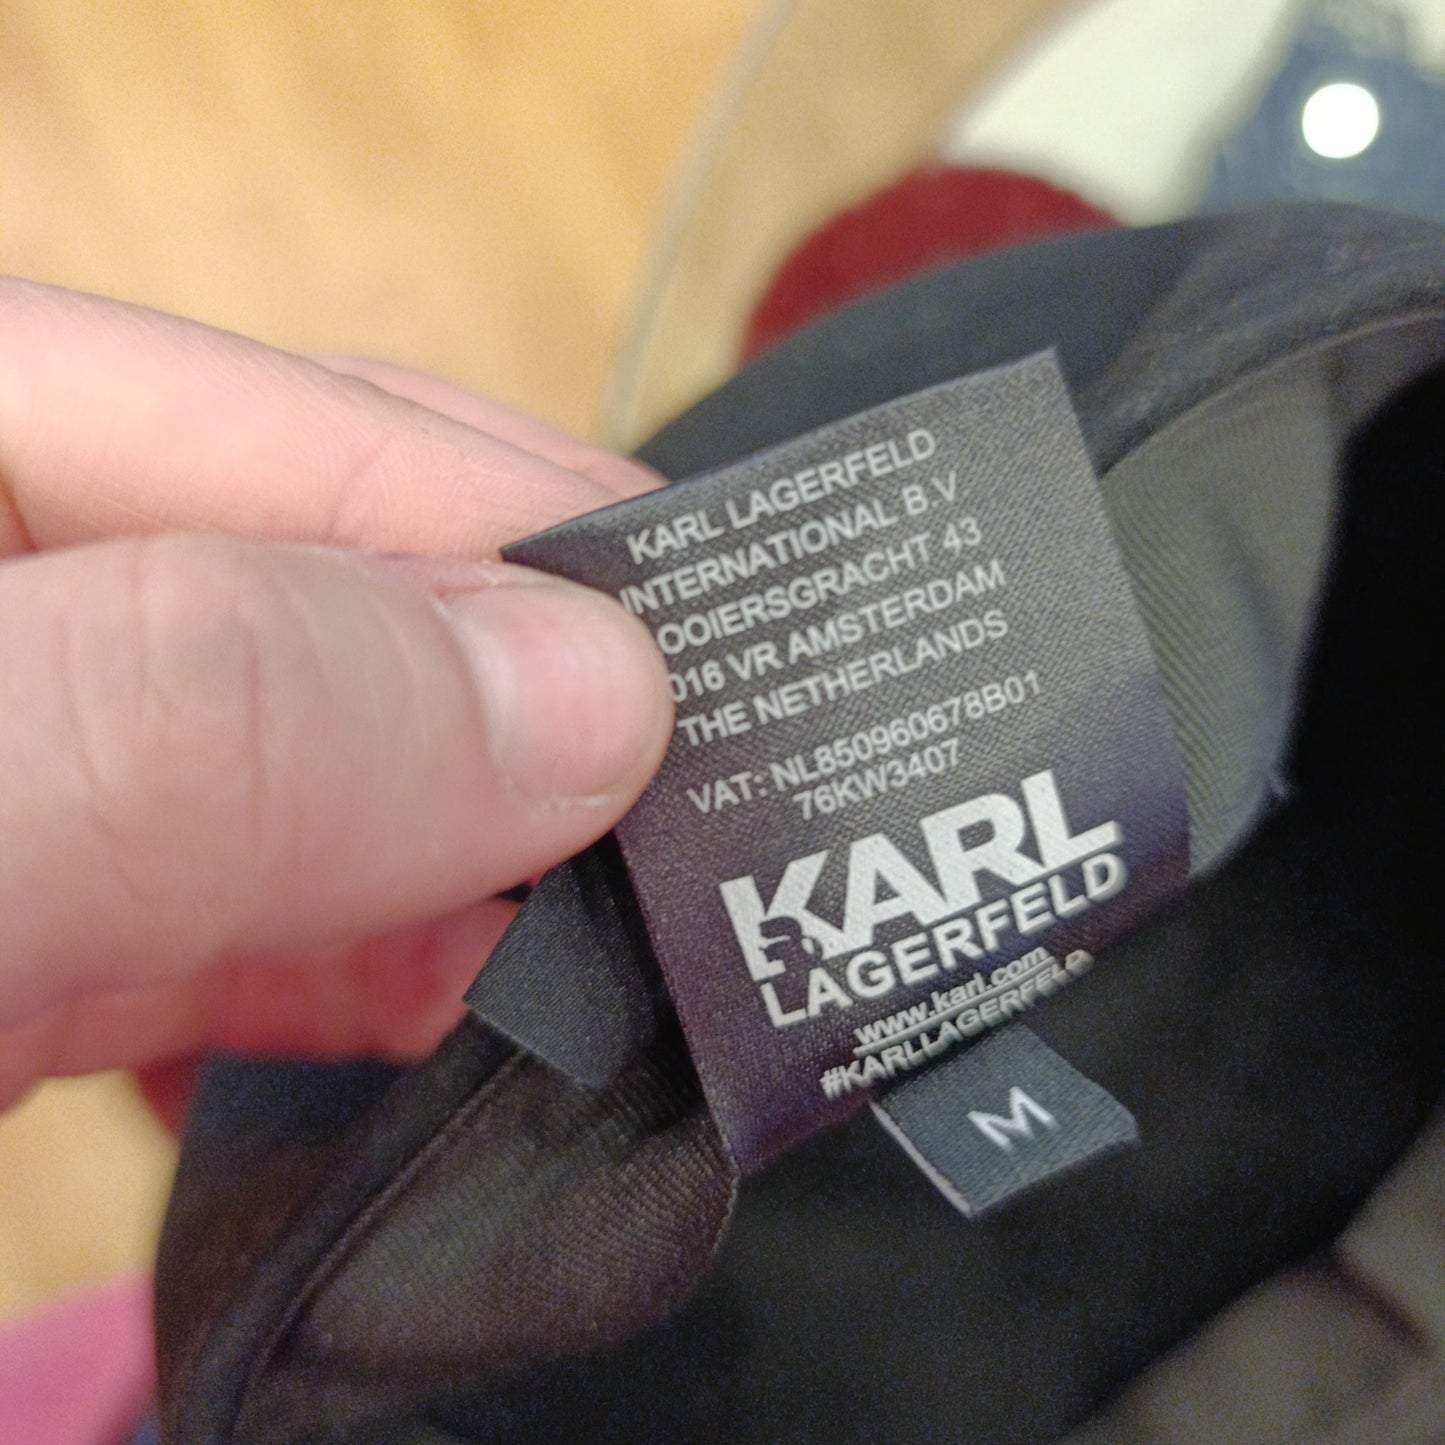 KARL LAGERFELD
INTERNATIONAL B.V
OOIERSGRACHT 43
016 VR AMSTERDAM
THE NETHERLANDS
VAT: NL850960678B01
76KW3407
KARL
LAGERFELD
www.karl.com
#KARLLAGERFELD
M